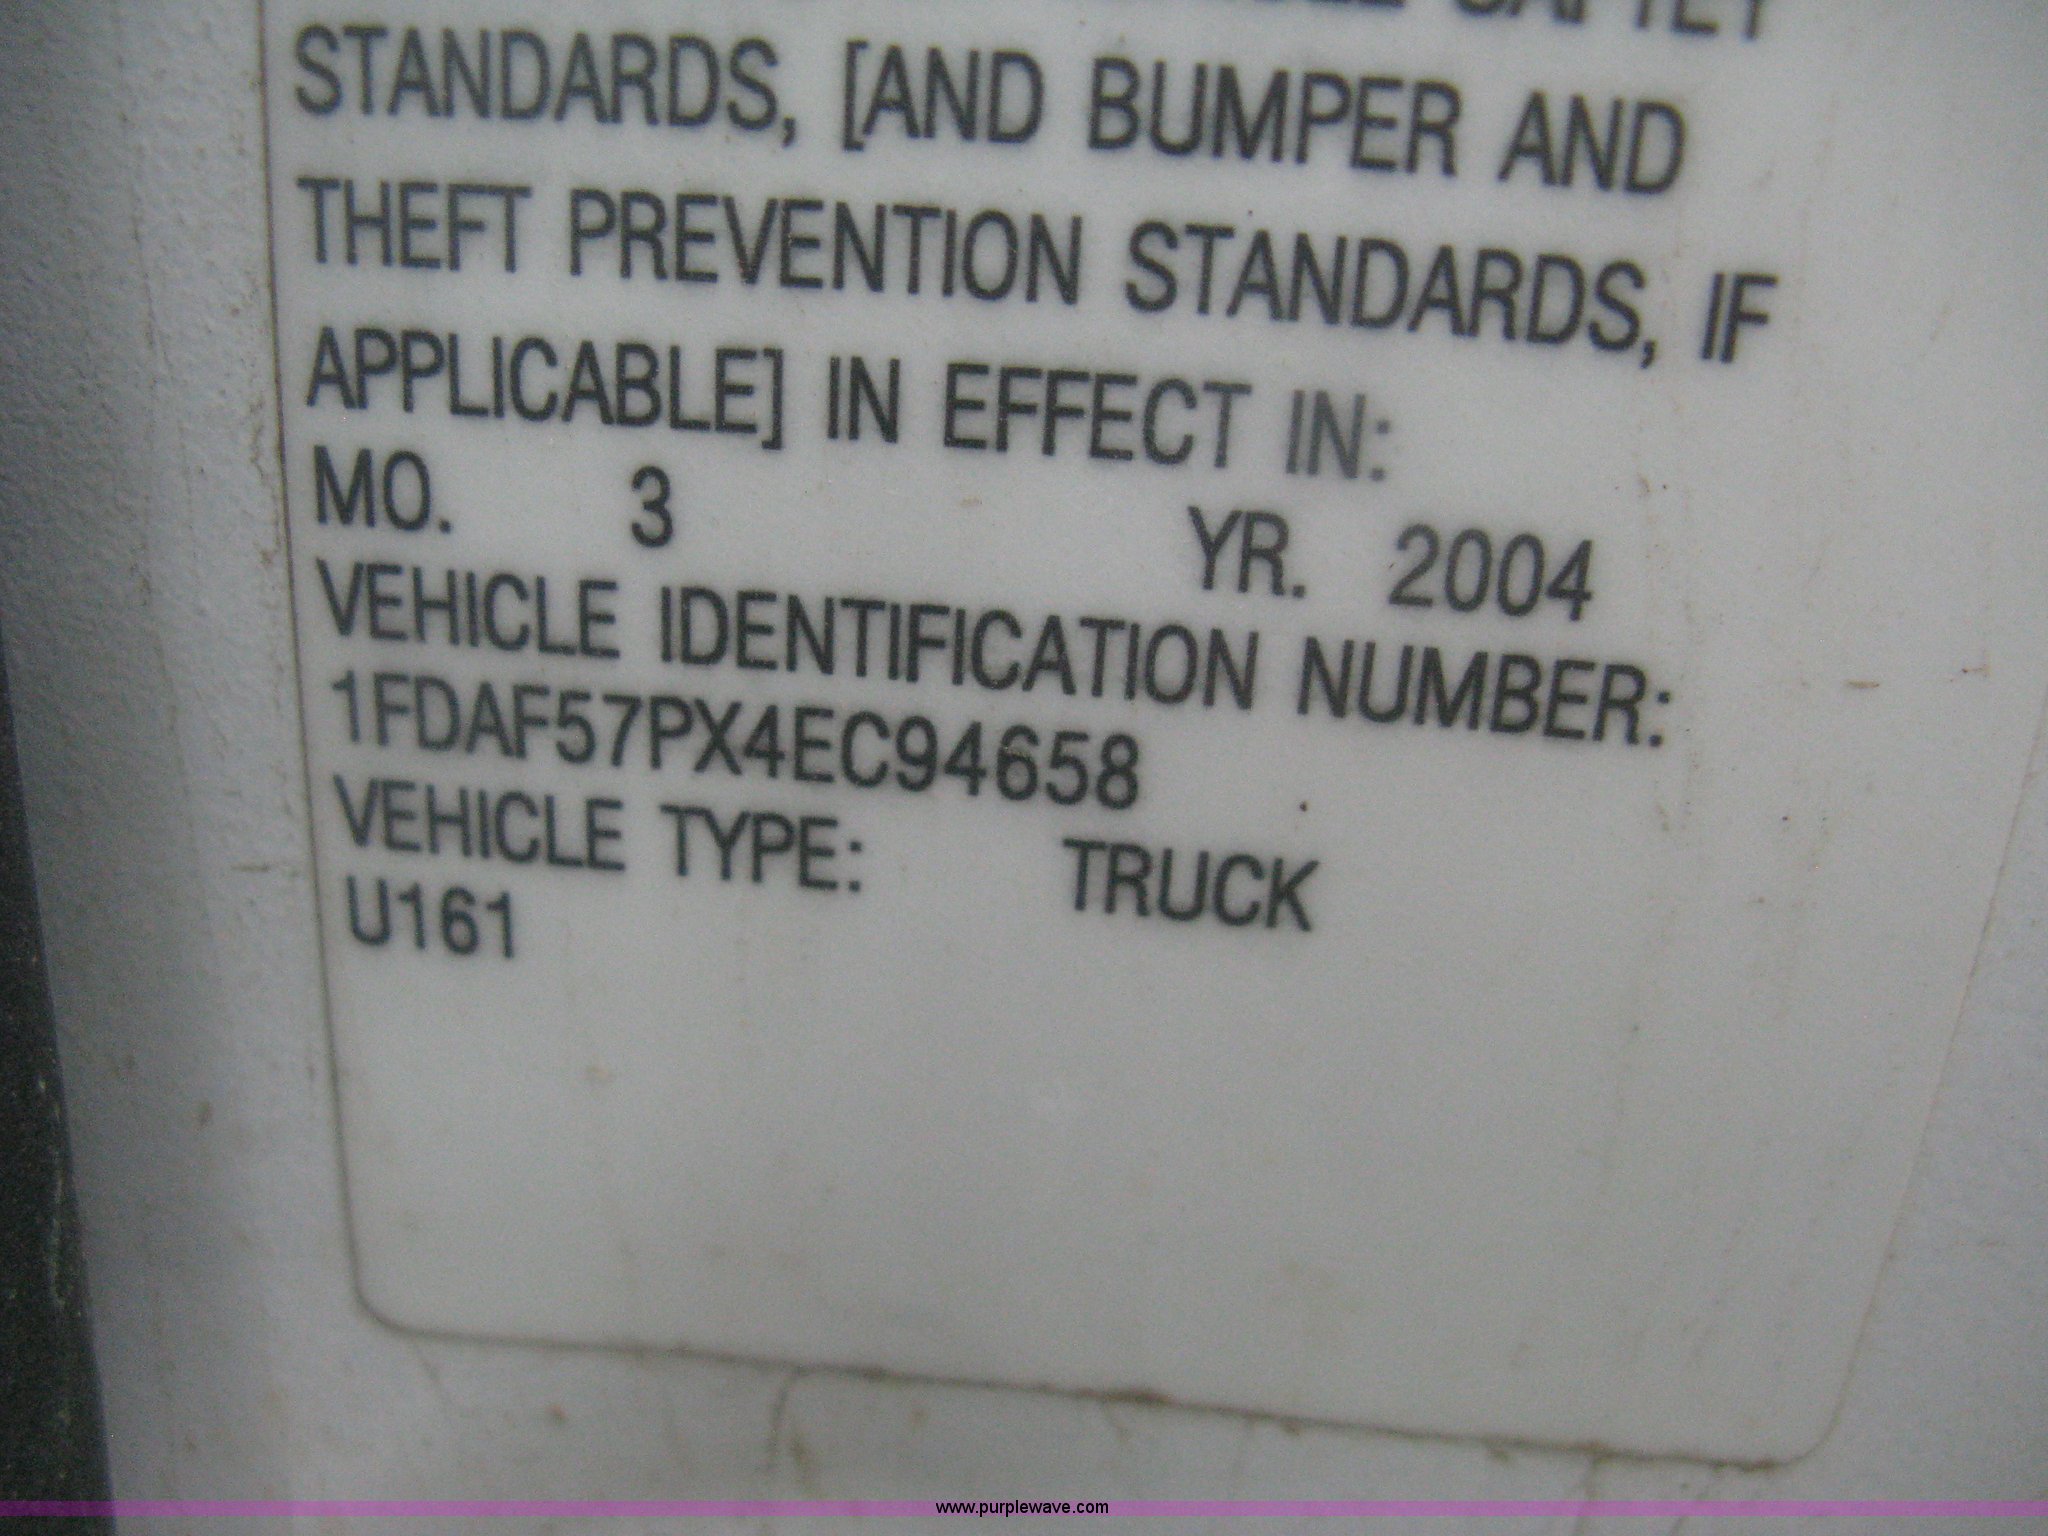 SAFTEY
STANDARDS, [AND BUMPER AND
THEFT PREVENTION STANDARDS, IF
APPLICABLE] IN EFFECT IN:
MO. 3 YR. 2004
VEHICLE IDENTIFICATION NUMBER:
1FDAF57PX4EC94658
VEHICLE TYPE: TRUCK
U161
www.purplewave.com